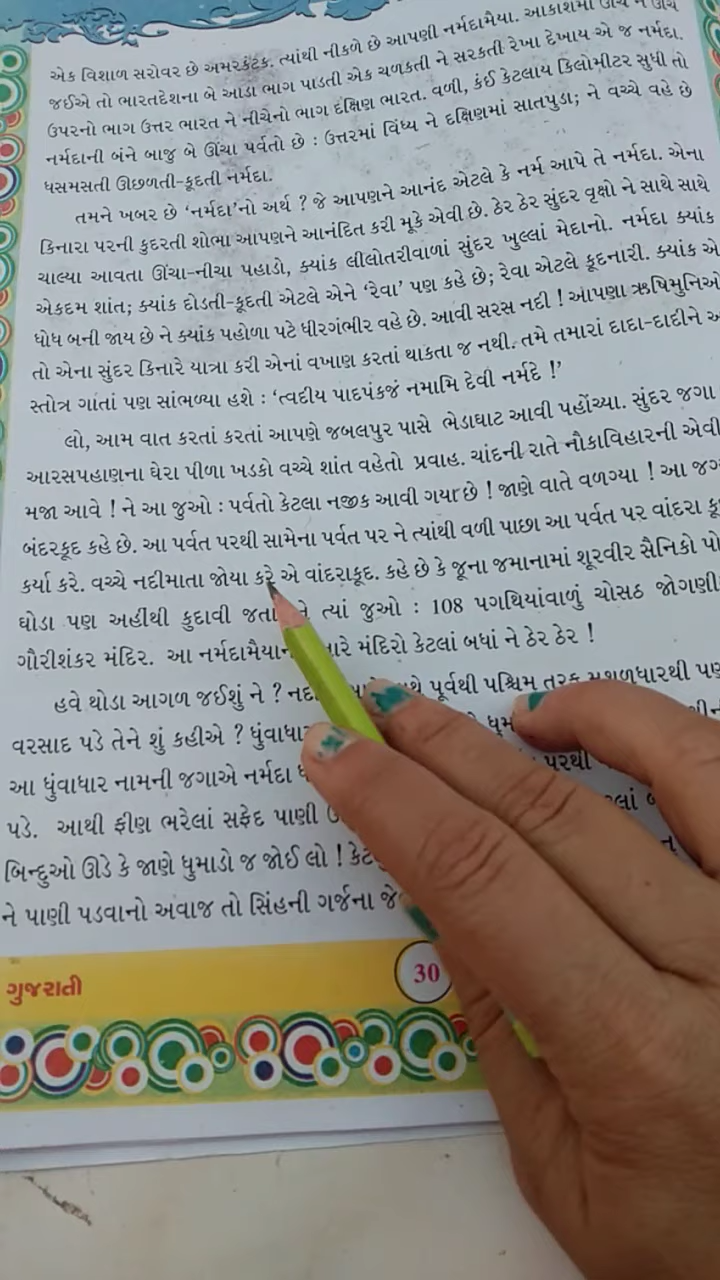 એક વિશાળ સરોવર છે અમરકંટક. ત્યાંથી નીકળે છે આપણી નર્મદામૈયા. આકાશમાં ઊંચે ને ઊંચે
જઈએ તો ભારતદેશના બે આડા ભાગ પાડતી એક ચળકતી ને સરકતી રેખા દેખાય એ જ નર્મદા.
ઉપરનો ભાગ ઉત્તર ભારત ને નીચેનો ભાગ દક્ષિણ ભારત. વળી, કંઈ કેટલાય કિલોમીટર સુધી તો
નર્મદાની બંને બાજુ બે ઊંચા પર્વતો છે : ઉત્તરમાં વિંધ્ય ને દક્ષિણમાં સાતપુડા; ને વચ્ચે વહે છે
ધસમસતી ઊછળતી-કૂદતી નર્મદા.
તમને ખબર છે ‘નર્મદા’નો અર્થ ? જે આપણને આનંદ એટલે કે નર્મ આપે તે નર્મદા. એના
કિનારા પરની કુદરતી શોભા આપણને આનંદિત કરી મૂકે એવી છે. ઠેર ઠેર સુંદર વૃક્ષો ને સાથે સાથે
ચાલ્યા આવતા ઊંચા-નીચા પહાડો, ક્યાંક લીલોતરીવાળાં સુંદર ખુલ્લાં મેદાનો. નર્મદા ક્યાંક
એકદમ શાંત; ક્યાંક દોડતી-કૂદતી એટલે એને ‘રેવા’ પણ કહે છે; રેવા એટલે કૂદનારી. ક્યાંક એ
ધોધ બની જાય છે ને ક્યાંક પહોળા પટે ધીરગંભીર વહે છે. આવી સરસ નદી ! આપણા ઋષિમુનિઓ
તો એના સુંદર કિનારે યાત્રા કરી એનાં વખાણ કરતાં થાકતા જ નથી. તમે તમારાં દાદા-દાદીને
સ્તોત્ર ગાતાં પણ સાંભળ્યા હશે : ‘ત્વદીય પાદપંકજં નમામિ દેવી નર્મદે !’
લો, આમ વાત કરતાં કરતાં આપણે જબલપુર પાસે ભેડાઘાટ આવી પહોંચ્યા. સુંદર જગા
આરસપહાણના ઘેરા પીળા ખડકો વચ્ચે શાંત વહેતો પ્રવાહ. ચાંદની રાતે નૌકાવિહારની એવી
મજા આવે ! ને આ જુઓ : પર્વતો કેટલા નજીક આવી ગયા છે ! જાણે વાતે વળગ્યા ! આ
બંદરકૂદ કહે છે. આ પર્વત પરથી સામેના પર્વત પર ને ત્યાંથી વળી પાછા આ પર્વત પર વાંદરા
કર્યા કરે. વચ્ચે નદીમાતા જોયા કરે એ વાંદરાકૂદ. કહે છે કે જૂના જમાનામાં શૂરવીર સૈનિકો
ઘોડા પણ અહીંથી કુદાવી જતા ત્યાં જુઓ : 108 પગથિયાંવાળું ચોસઠ જોગણી
ગૌરીશંકર મંદિર. આ મંદિરો કેટલાં બધાં ને ઠેર ઠેર !
હવે થોડા આગળ જઈશું ને ? પૂર્વથી પશ્ચિમ તરફ મુશળધારથી
વરસાદ પડે તેને શું કહીએ ?
આ ધુંવાધાર નામની જગાએ નર્મદા પરથી
પડે. આથી ફીણ ભરેલાં સફેદ પાણી
બિન્દુઓ ઊડે કે જાણે ધુમાડો જ જોઈ લો !
ને પાણી પડવાનો અવાજ તો સિંહની ગર્જના
ગુજરાતી
30